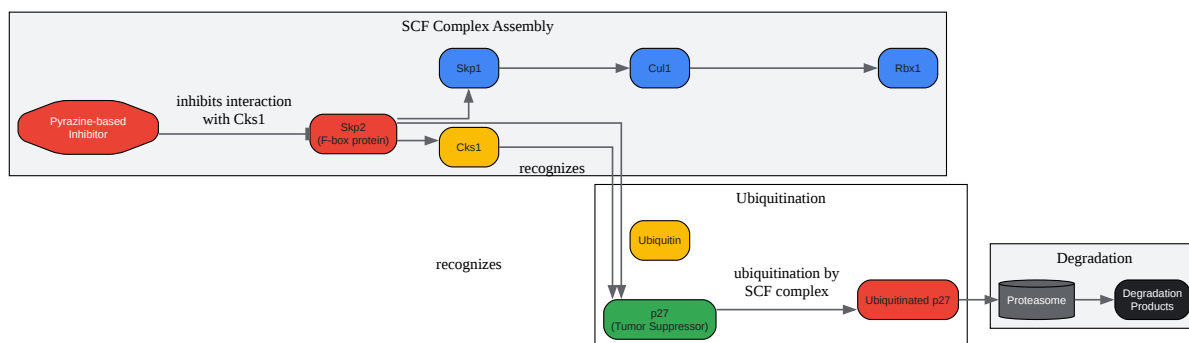 SCF Complex Assembly
Skp1
Cul1
Rbx1
Pyrazine-based
Inhibitor
inhibits interaction
with Cks1
Skp2
(F-box protein)
Cks1
recognizes
Ubiquitination
Ubiquitin
recognizes
ubiquitination by
SCF complex
p27
(Tumor Suppressor)
Ubiquitinated p27
Degradation
Proteasome
Degradation
Products